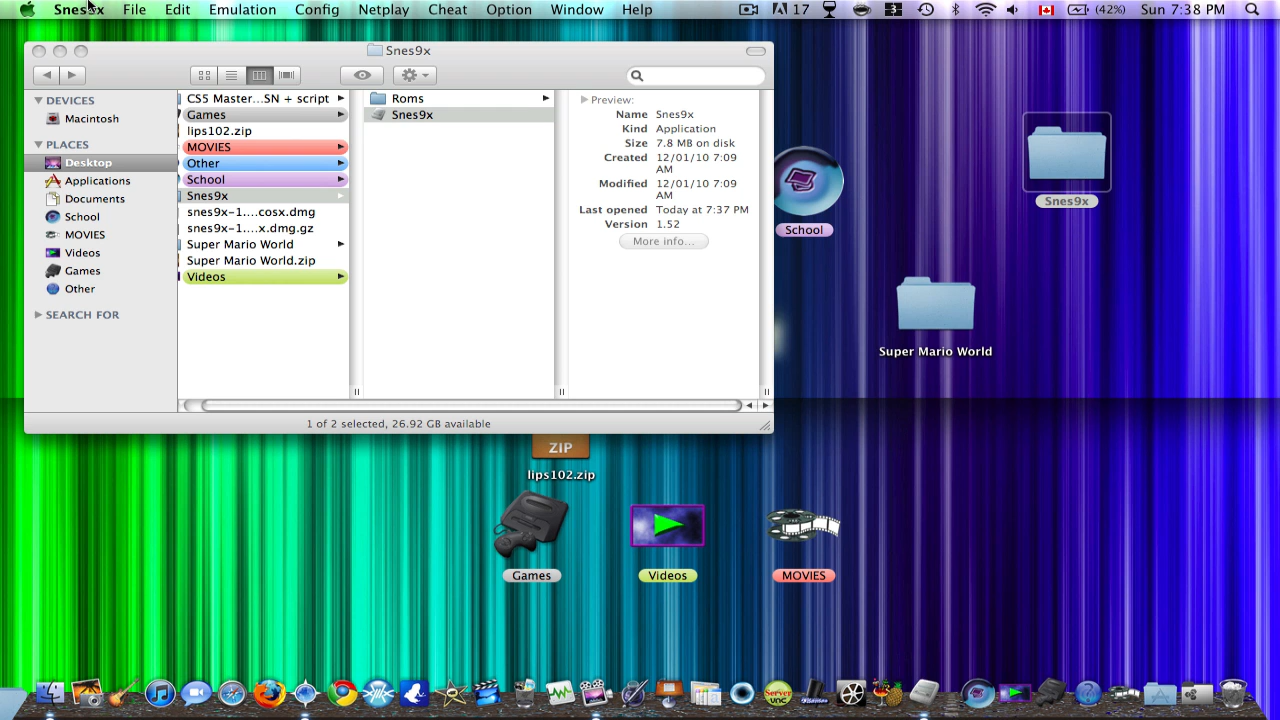 Snes9x File Edit Emulation Config Netplay Cheat Option Window Help 17 3 (42%) Sun 7:38 PM
Snes9x
DEVICES
Macintosh
PLACES
Desktop
Applications
Documents
School
MOVIES
Videos
Games
Other
SEARCH FOR
CS5 Master...SN + script
Games
lips102.zip
MOVIES
Other
School
Snes9x
snes9x-1....cosx.dmg
snes9x-1....x.dmg.gz
Super Mario World
Super Mario World.zip
Videos
Roms
Snes9x
Preview:
Name Snes9x
Kind Application
Size 7.8 MB on disk
Created 12/01/10 7:09
AM
Modified 12/01/10 7:09
AM
Last opened Today at 7:37 PM
Version 1.52
More info...
1 of 2 selected, 26.92 GB available
School
Snes9x
Super Mario World
ZIP
lips102.zip
Games
Videos
MOVIES
Server
VNC